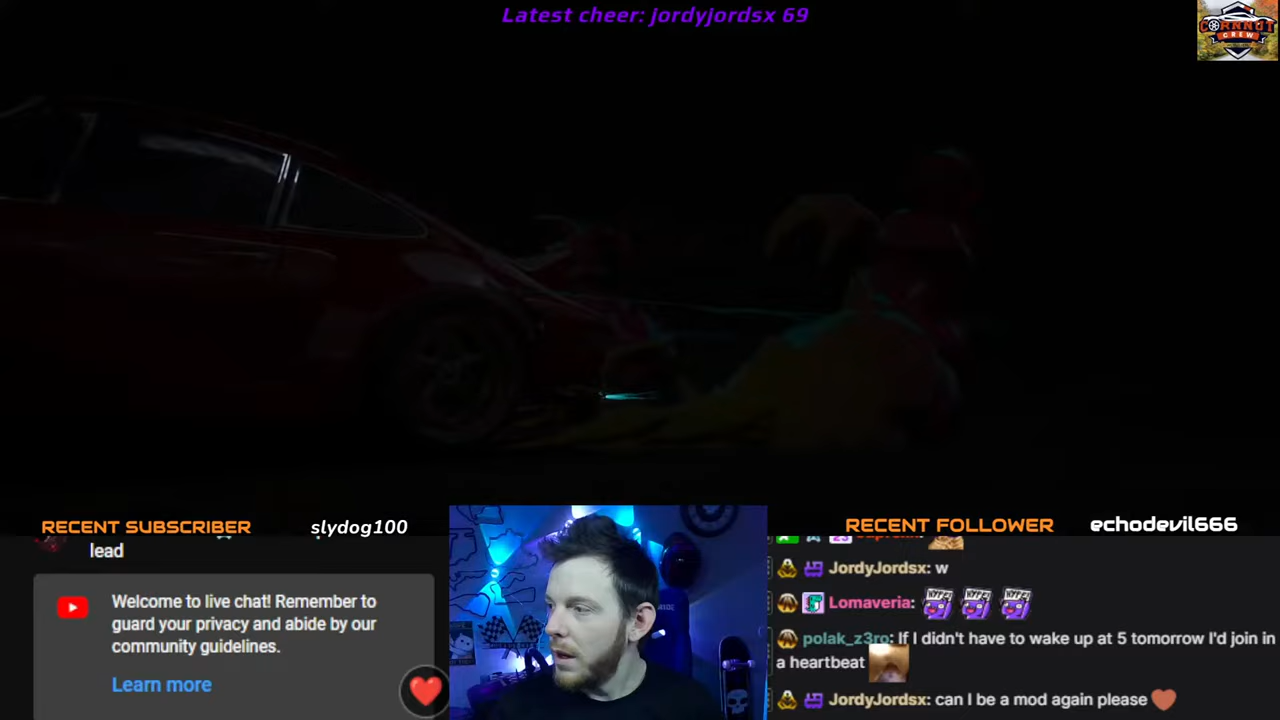 Latest cheer: jordyjordsx 69
CORNNUT
CREW
RECENT SUBSCRIBER
slydog100
RECENT FOLLOWER
echodevil666
lead
Welcome to live chat! Remember to
guard your privacy and abide by our
community guidelines.
Learn more
JordyJordsx: w
Lomaveria:
polak_z3ro: If I didn't have to wake up at 5 tomorrow I'd join in
a heartbeat
JordyJordsx: can I be a mod again please